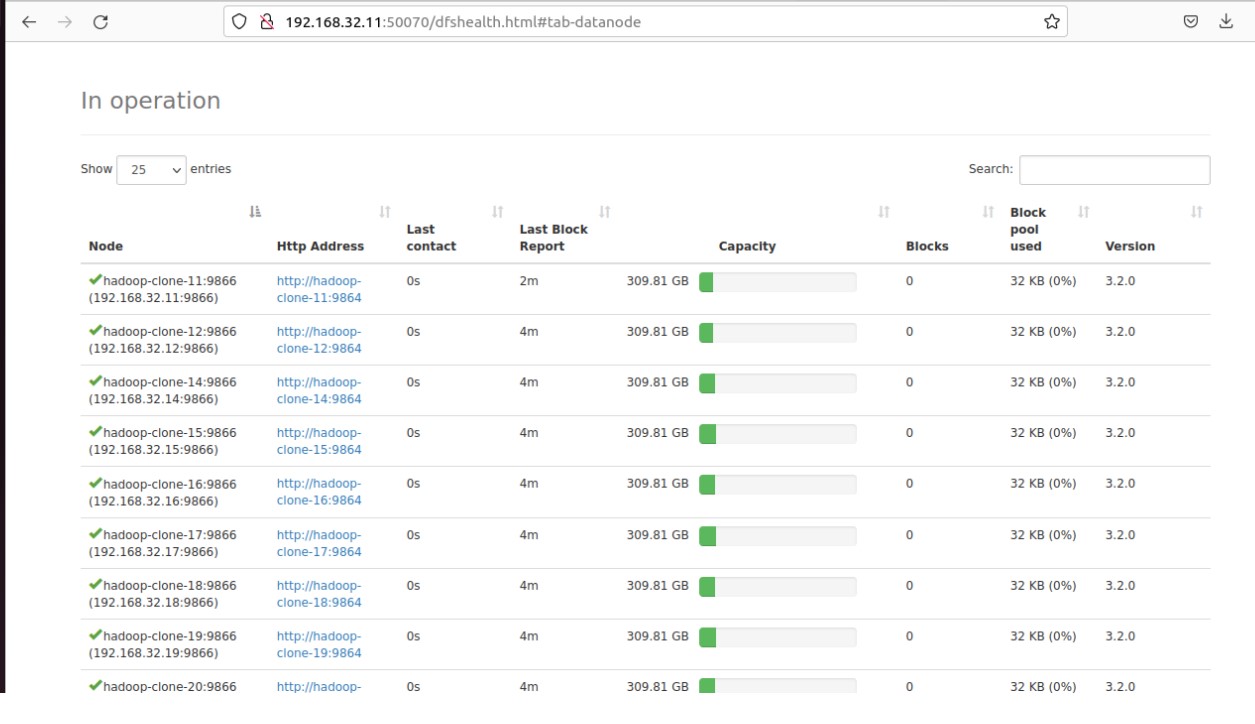 192.168.32.11:50070/dfshealth.html#tab-datanode
In operation
Show 25 entries
Search:
Node Http Address Last contact Last Block Report Capacity Blocks Block pool used Version
hadoop-clone-11:9866 http://hadoop- 0s 2m 309.81 GB 0 32 KB (0%) 3.2.0
(192.168.32.11:9866) clone-11:9864
hadoop-clone-12:9866 http://hadoop- 0s 4m 309.81 GB 0 32 KB (0%) 3.2.0
(192.168.32.12:9866) clone-12:9864
hadoop-clone-14:9866 http://hadoop- 0s 4m 309.81 GB 0 32 KB (0%) 3.2.0
(192.168.32.14:9866) clone-14:9864
hadoop-clone-15:9866 http://hadoop- 0s 4m 309.81 GB 0 32 KB (0%) 3.2.0
(192.168.32.15:9866) clone-15:9864
hadoop-clone-16:9866 http://hadoop- 0s 4m 309.81 GB 0 32 KB (0%) 3.2.0
(192.168.32.16:9866) clone-16:9864
hadoop-clone-17:9866 http://hadoop- 0s 4m 309.81 GB 0 32 KB (0%) 3.2.0
(192.168.32.17:9866) clone-17:9864
hadoop-clone-18:9866 http://hadoop- 0s 4m 309.81 GB 0 32 KB (0%) 3.2.0
(192.168.32.18:9866) clone-18:9864
hadoop-clone-19:9866 http://hadoop- 0s 4m 309.81 GB 0 32 KB (0%) 3.2.0
(192.168.32.19:9866) clone-19:9864
hadoop-clone-20:9866 http://hadoop- 0s 4m 309.81 GB 0 32 KB (0%) 3.2.0